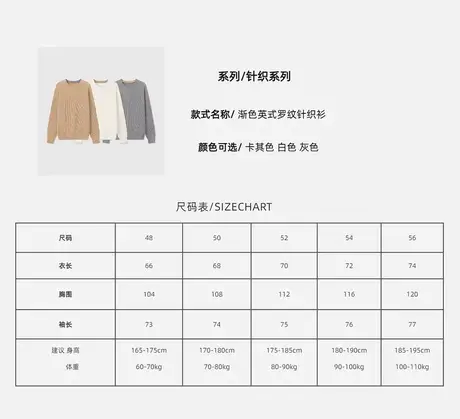 系列/针织系列
款式名称/ 渐色英式罗纹针织衫
颜色可选/ 卡其色 白色 灰色
尺码表/SIZECHART
尺码 48 50 52 54 56
衣长 66 68 70 72 74
胸围 104 108 112 116 120
袖长 73 74 75 76 77
建议 身高 165-175cm 170-180cm 175-185cm 180-190cm 185-195cm
体重 60-70kg 70-80kg 80-90kg 90-100kg 100-110kg